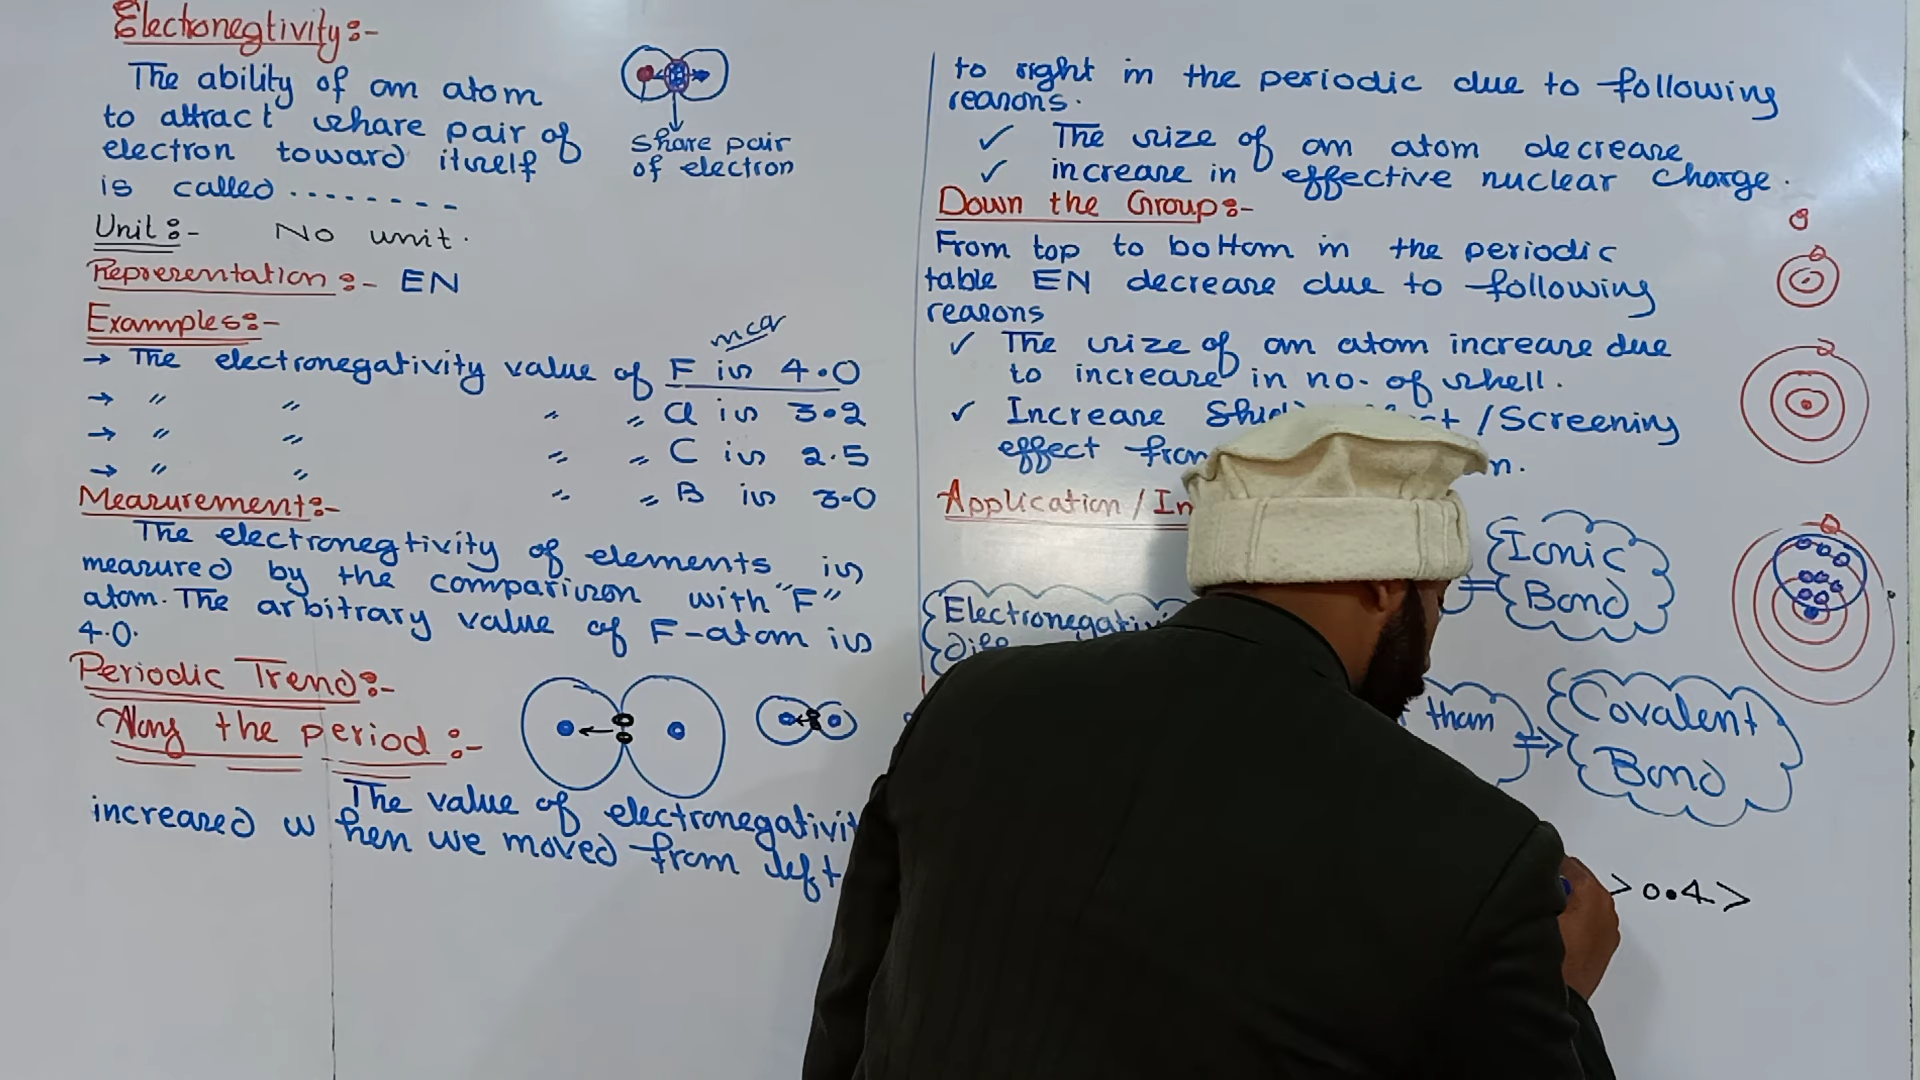 Electronegtivity:-
The ability of an atom
to attract share pair of
electron toward itself
is called ........
share pair
of electron
Unit:- No unit.
Representation:- EN
Examples:-
→ The electronegativity value of F is 4.0
→ " " " " Cl is 3.2
→ " " " " C is 2.5
→ " " " " B is 3.0
Measurement:-
The electronegtivity of elements is
measured by the comparison with "F"
atom. The arbitrary value of F-atom is
4.0.
Periodic Trend:-
Along the period:-
The value of
increased when we moved from left
to right in the periodic due to following
reasons.
✓ The size of an atom decrease
✓ increase in effective nuclear charge.
Down the Group:-
From top to bottom in the periodic
table EN decrease due to following
reasons
✓ The size of an atom increase due
to increase in no. of shell.
✓ Increase /Screening
effect
Application/
Ionic
Bond
than
Covalent
Bond
>0.4>